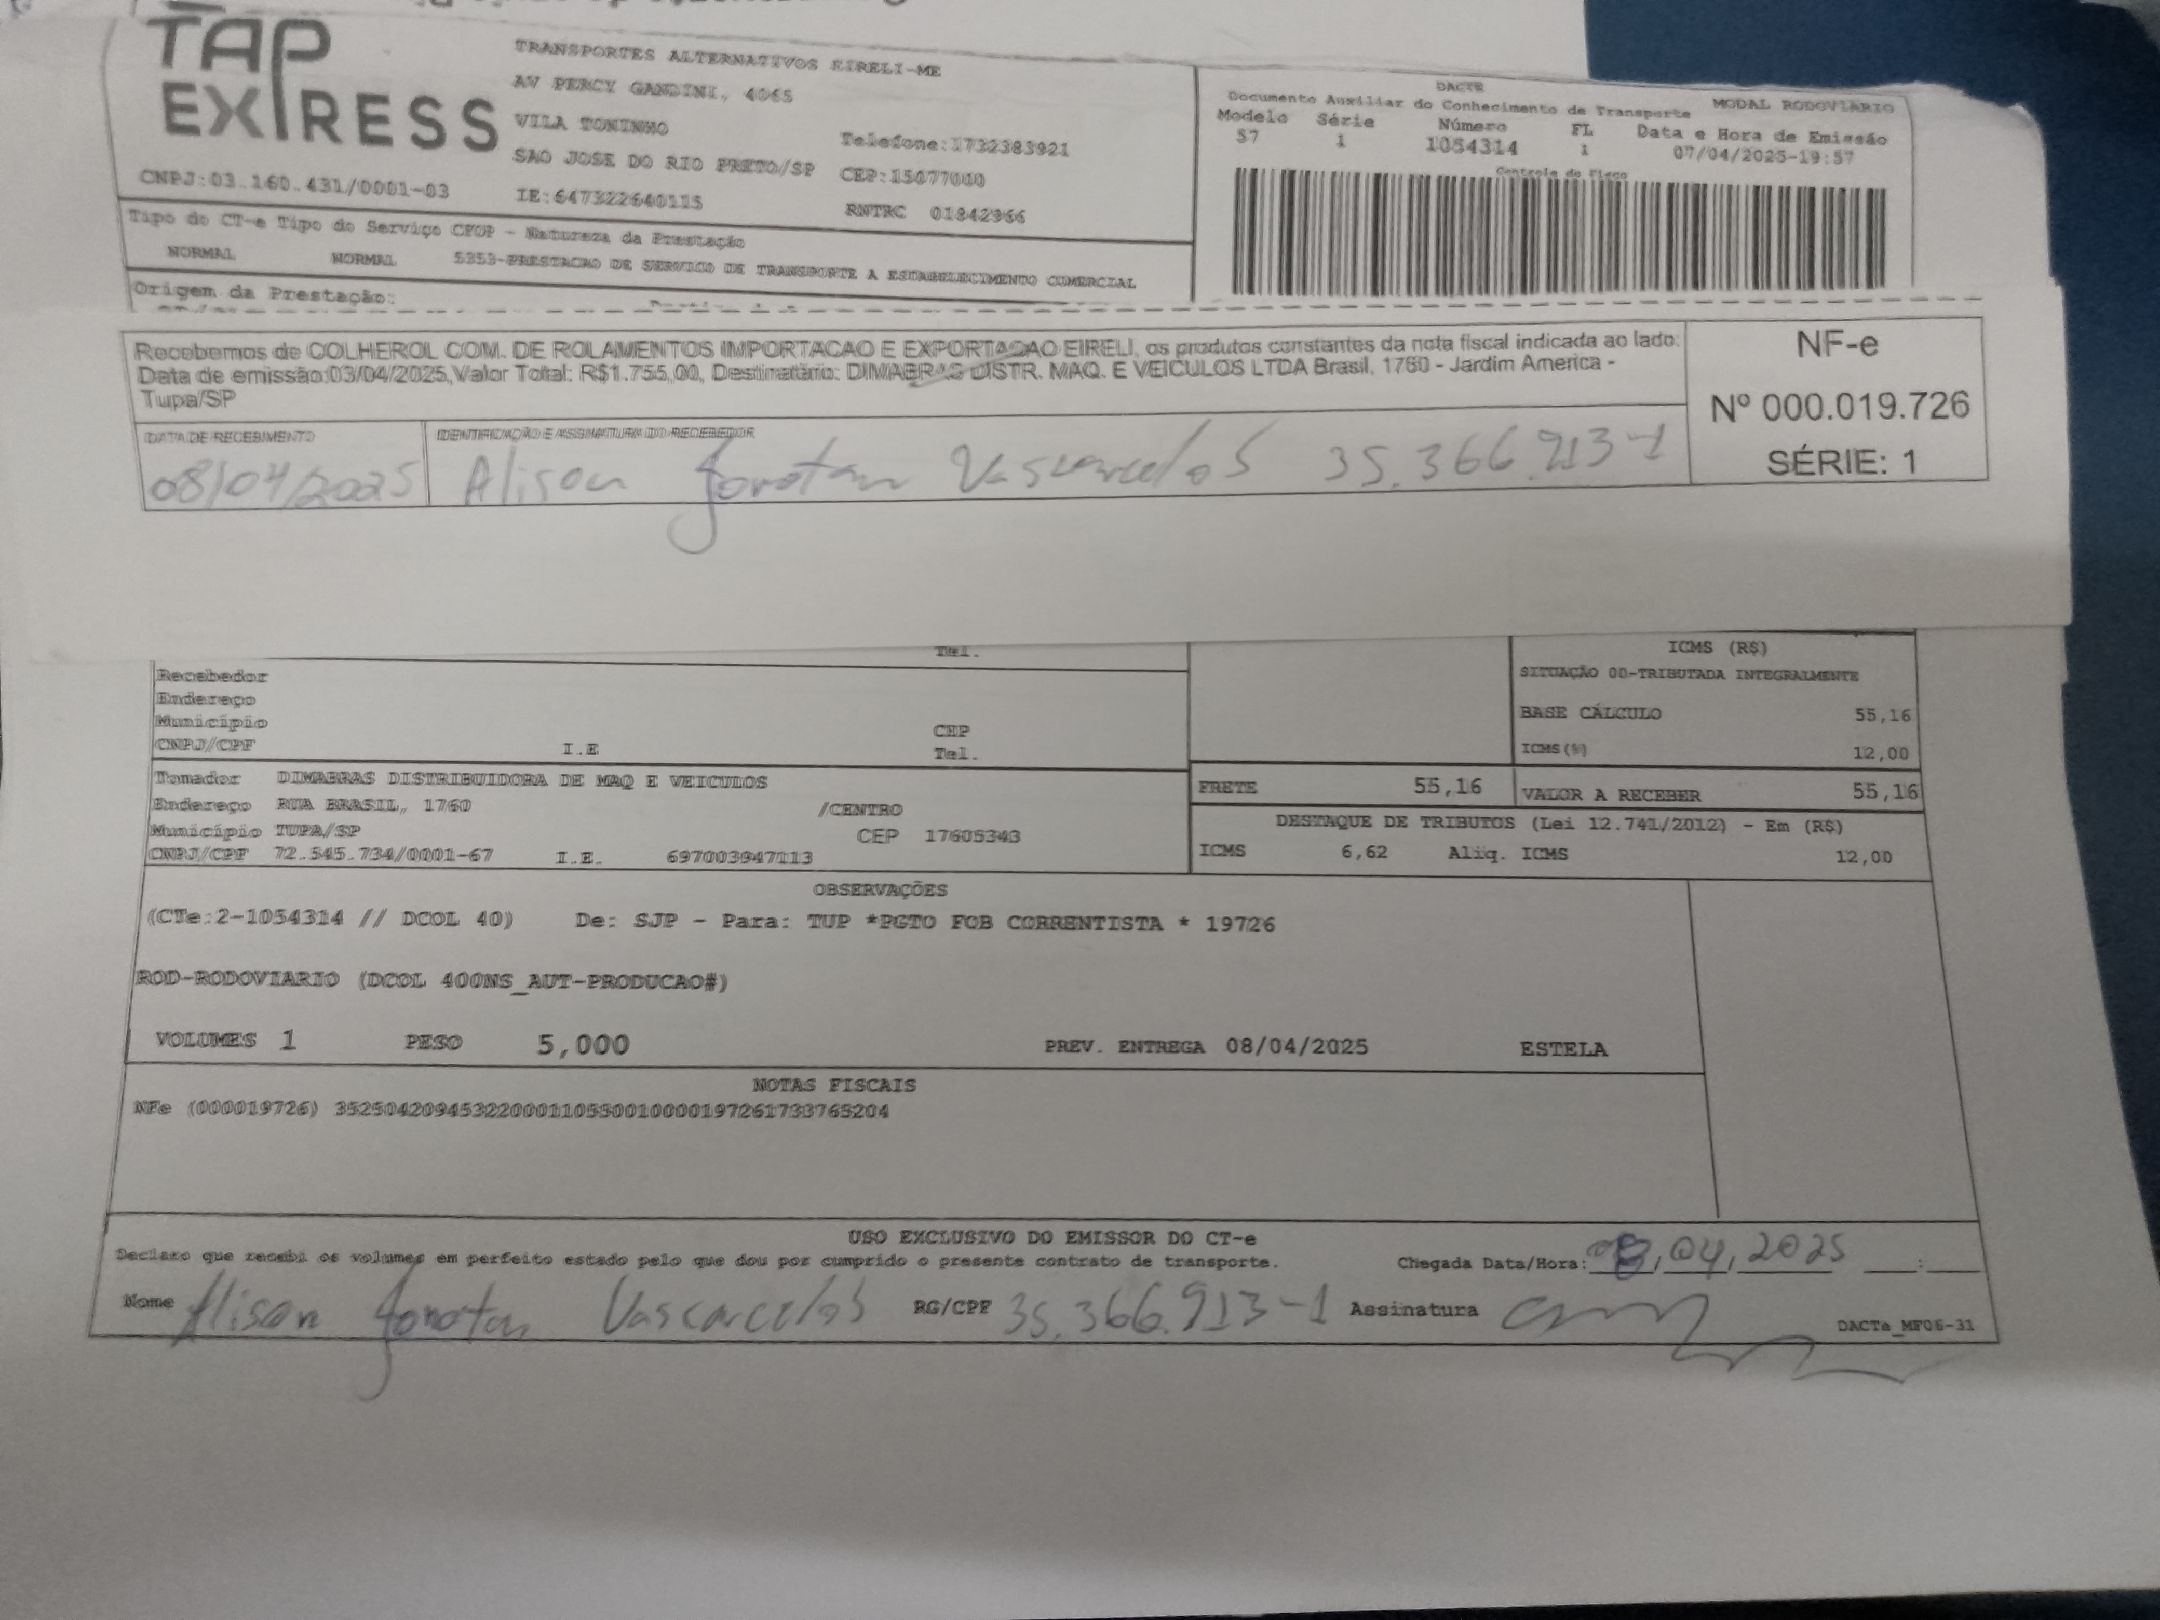 TAP EXPRESS
TRANSPORTES ALTERNATIVOS EIRELI-ME
AV PERCY GANDINI, 4065
VILA TONINHO
Telefone:1732383921
SAO JOSE DO RIO PRETO/SP CEP:15077000
CNPJ:03.160.431/0001-03
IE:647322640115
RNTRC 01842966
DACTE
Documento Auxiliar do Conhecimento de Transporte MODAL RODOVIARIO
Modelo Série Número FL Data e Hora de Emissão
57 1 1054314 1 07/04/2025-19:57
Controle do Fisco
Tipo do CT-e Tipo do Serviço CFOP - Natureza da Prestação
NORMAL NORMAL 5353-PRESTACAO DE SERVICO DE TRANSPORTE A ESTABELECIMENTO COMERCIAL
Origem da Prestação:
Recebemos de COLHEROL COM. DE ROLAMENTOS IMPORTACAO E EXPORTACAO EIRELI, os produtos constantes da nota fiscal indicada ao lado:
Data de emissão:03/04/2025,Valor Total: R$1.755,00, Destinatário: DIMABRAS DISTR. MAQ. E VEICULOS LTDA Brasil, 1760 - Jardim America -
Tupa/SP
NF-e
Nº 000.019.726
SÉRIE: 1
DATA DE RECEBIMENTO
IDENTIFICAÇÃO E ASSINATURA DO RECEBEDOR
08/04/2025 Alison Jonatan Vascarcelos 35.366.913-1
Tel.
Recebedor
Endereço
Município CEP
CNPJ/CPF I.E Tel.
ICMS (R$)
SITUAÇÃO 00-TRIBUTADA INTEGRALMENTE
BASE CÁLCULO 55,16
ICMS(%) 12,00
Tomador DIMABRAS DISTRIBUIDORA DE MAQ E VEICULOS
Endereço RUA BRASIL, 1760 /CENTRO
Município TUPA/SP CEP 17605343
CNPJ/CPF 72.545.734/0001-67 I.E. 697003947113
FRETE 55,16 VALOR A RECEBER 55,16
DESTAQUE DE TRIBUTOS (Lei 12.741/2012) - Em (R$)
ICMS 6,62 Aliq. ICMS 12,00
OBSERVAÇÕES
(CTe:2-1054314 // DCOL 40) De: SJP - Para: TUP *PGTO FOB CORRENTISTA * 19726
ROD-RODOVIARIO (DCOL 400NS_AUT-PRODUCAO#)
VOLUMES 1 PESO 5,000 PREV. ENTREGA 08/04/2025 ESTELA
NOTAS FISCAIS
NFe (000019726) 35250420945322000110550010000197261733765204
USO EXCLUSIVO DO EMISSOR DO CT-e
Declaro que recebi os volumes em perfeito estado pelo que dou por cumprido o presente contrato de transporte.
Chegada Data/Hora: 08,04,2025 __:__
Nome Alison Jonatan Vascarcelos RG/CPF 35.366.913-1 Assinatura
DACTe_MF06-31